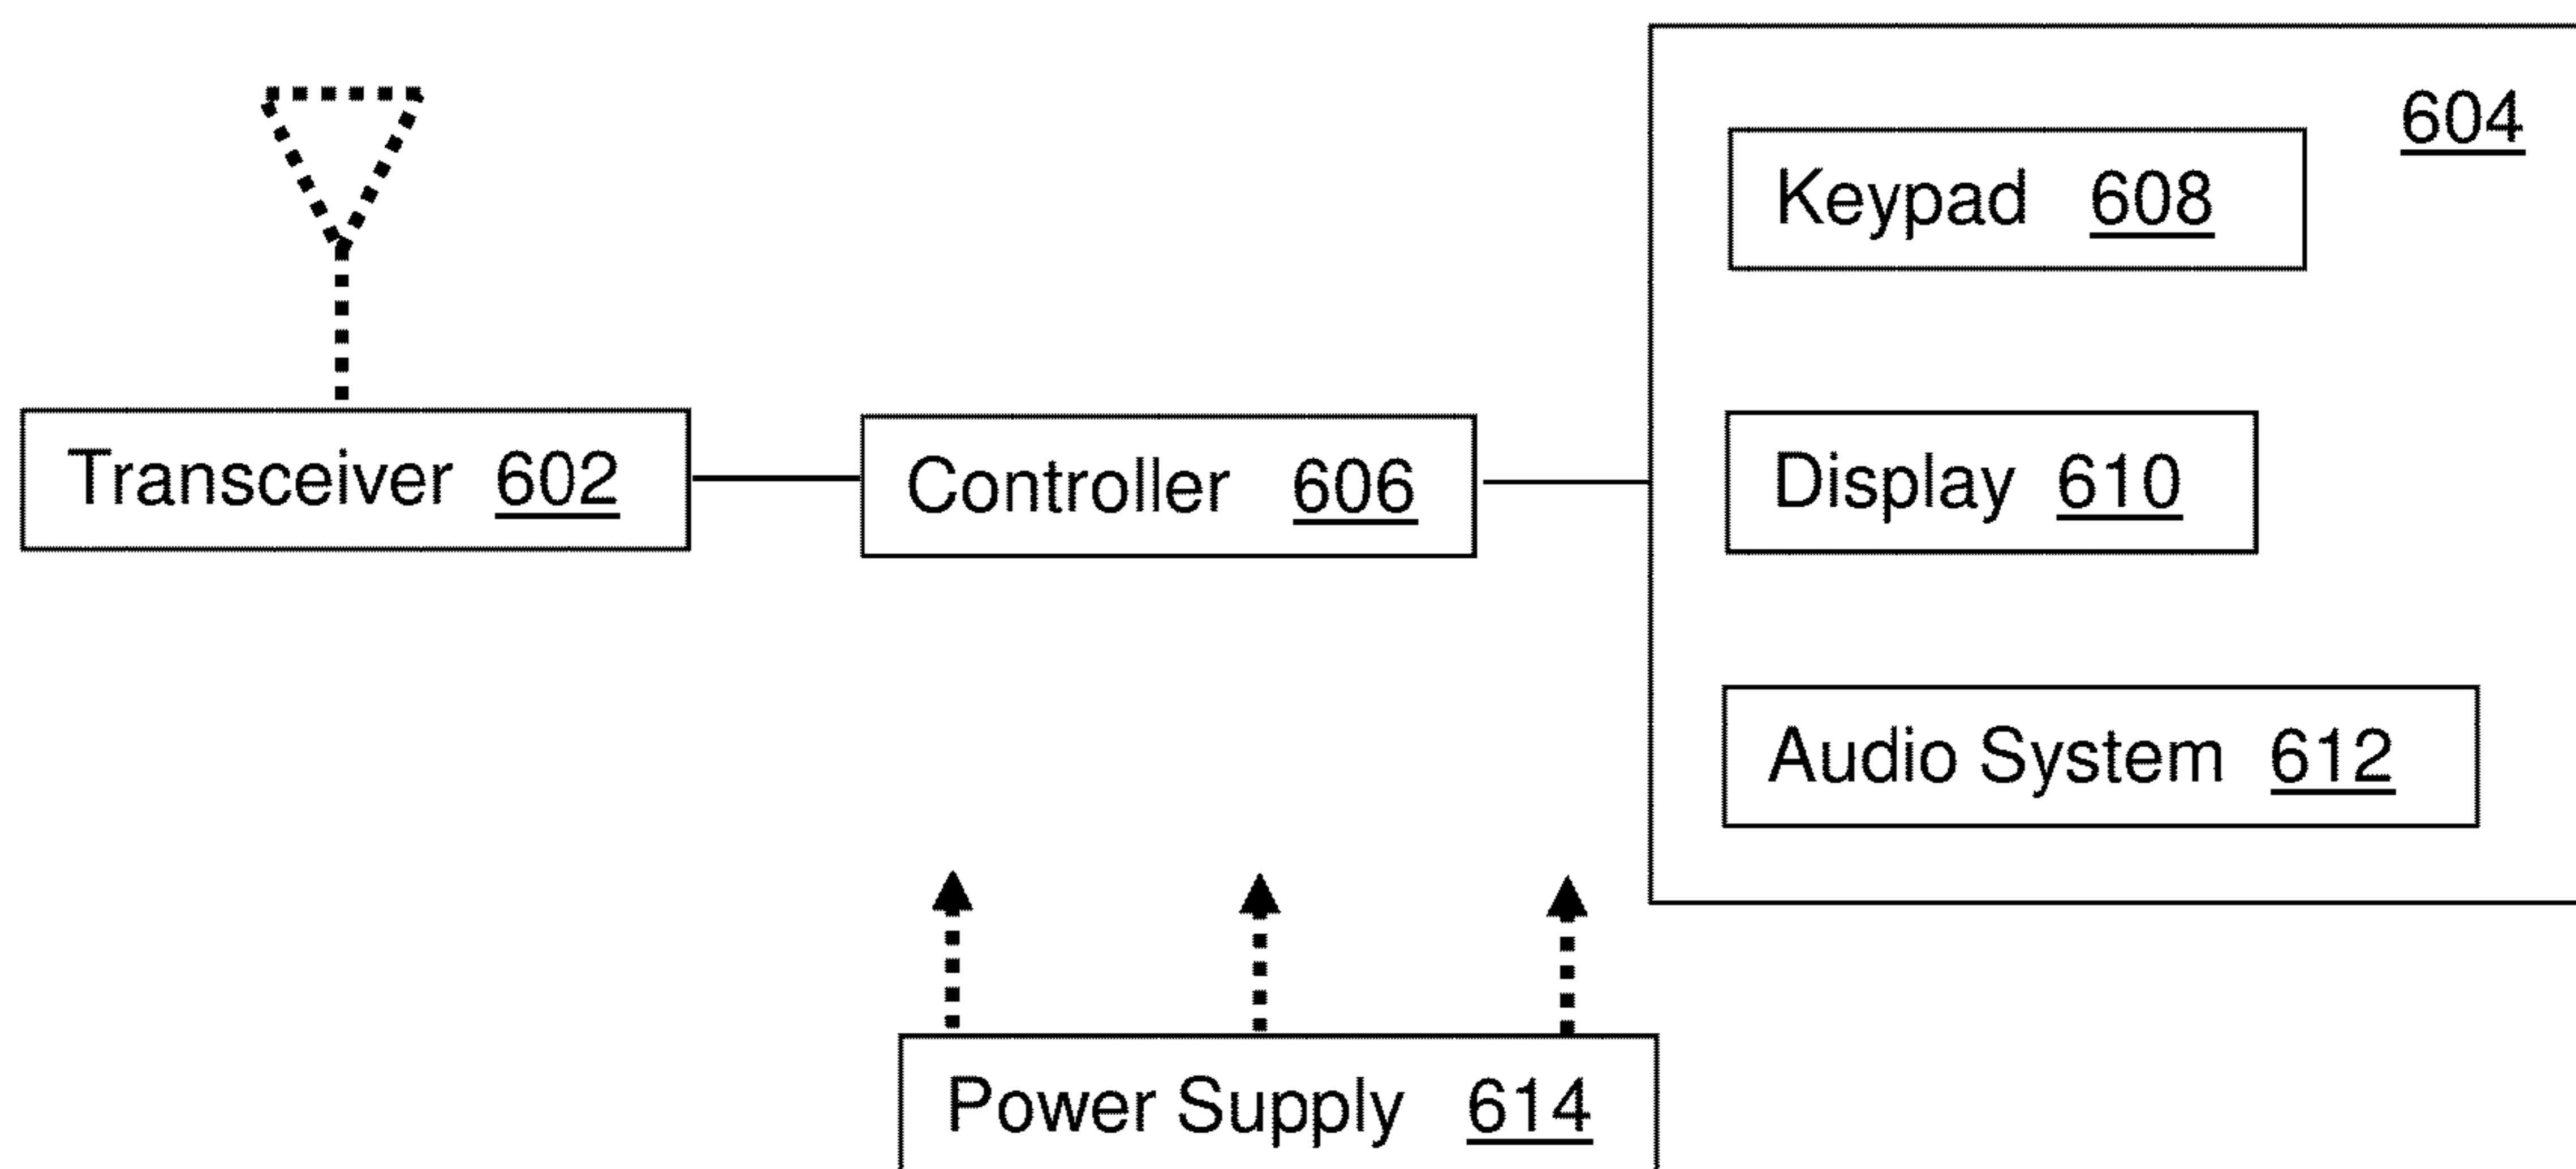 604
Keypad 608
Transceiver 602
Controller 606
Display 610
Audio System 612
Power Supply 614